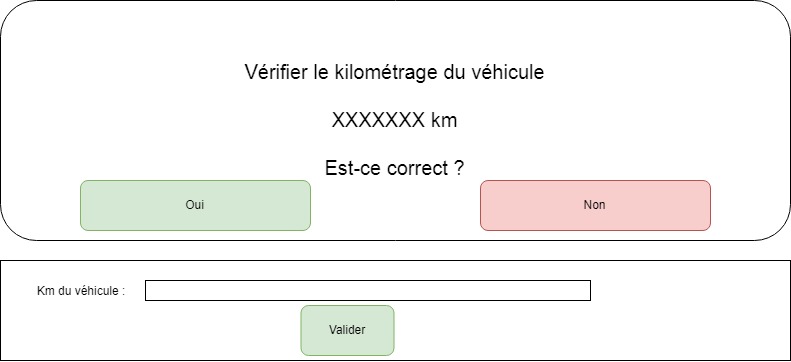 Vérifier le kilométrage du véhicule
XXXXXXX km
Est-ce correct ?
Oui
Non
Km du véhicule :
Valider